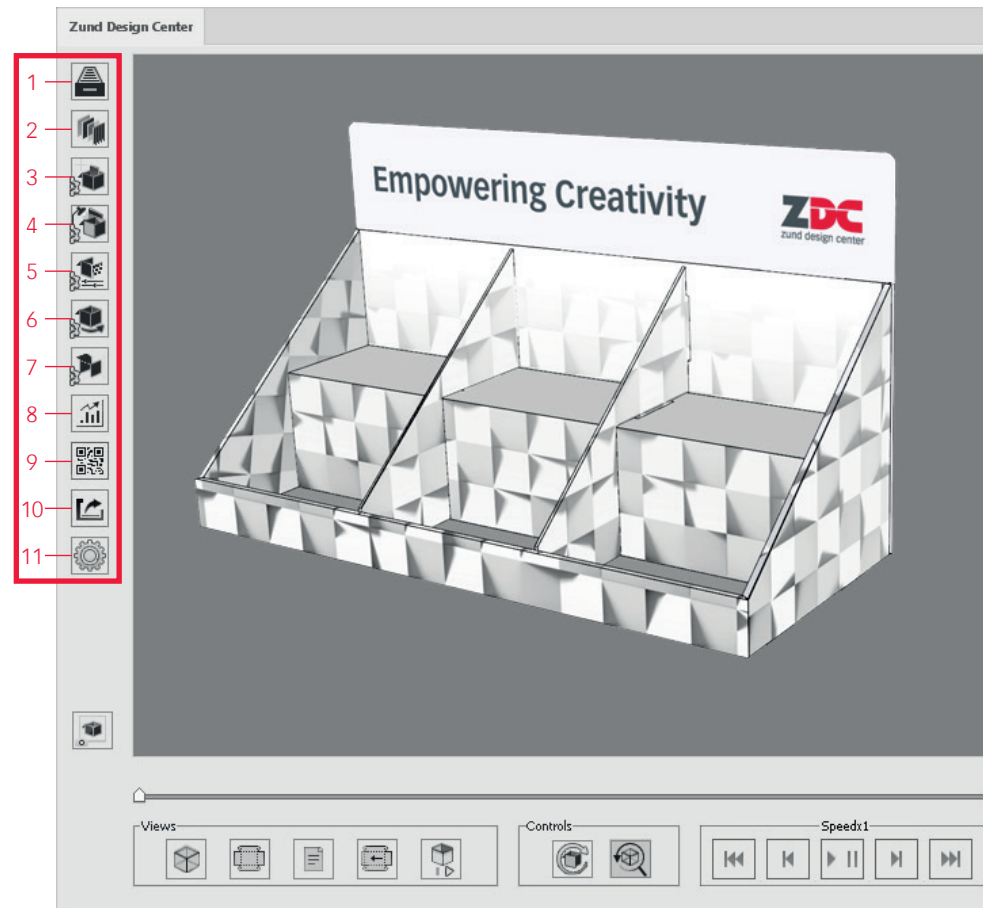 Zund Design Center
1
2
3
4
5
6
7
8
9
10
11
Empowering Creativity
ZDC
zund design center
Views
Controls
Speedx1